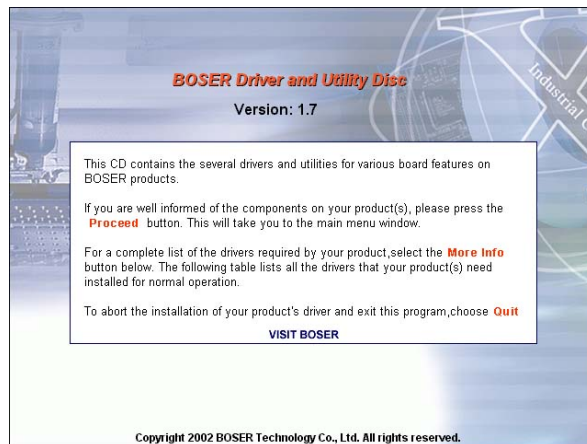 Industrial C
BOSER Driver and Utility Disc
Version: 1.7
This CD contains the several drivers and utilities for various board features on
BOSER products.
If you are well informed of the components on your product(s), please press the
Proceed button. This will take you to the main menu window.
For a complete list of the drivers required by your product,select the More Info
button below. The following table lists all the drivers that your product(s) need
installed for normal operation.
To abort the installation of your product's driver and exit this program,choose Quit
VISIT BOSER
Copyright 2002 BOSER Technology Co., Ltd. All rights reserved.